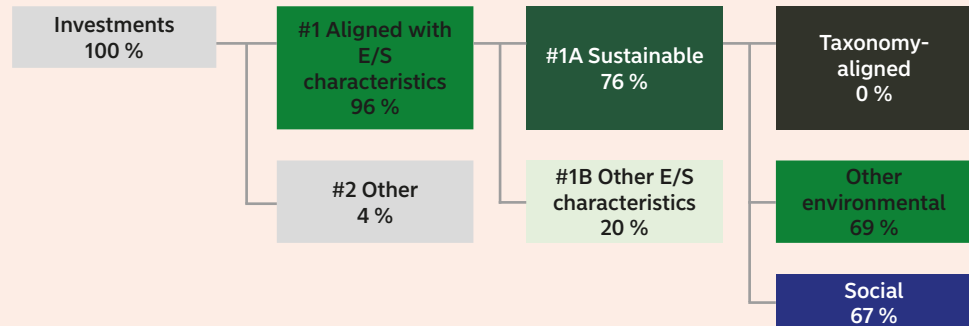 Investments
100 %
#1 Aligned with
E/S
characteristics
96 %
#1A Sustainable
76 %
Taxonomy-
aligned
0 %
#2 Other
4 %
#1B Other E/S
characteristics
20 %
Other
environmental
69 %
Social
67 %